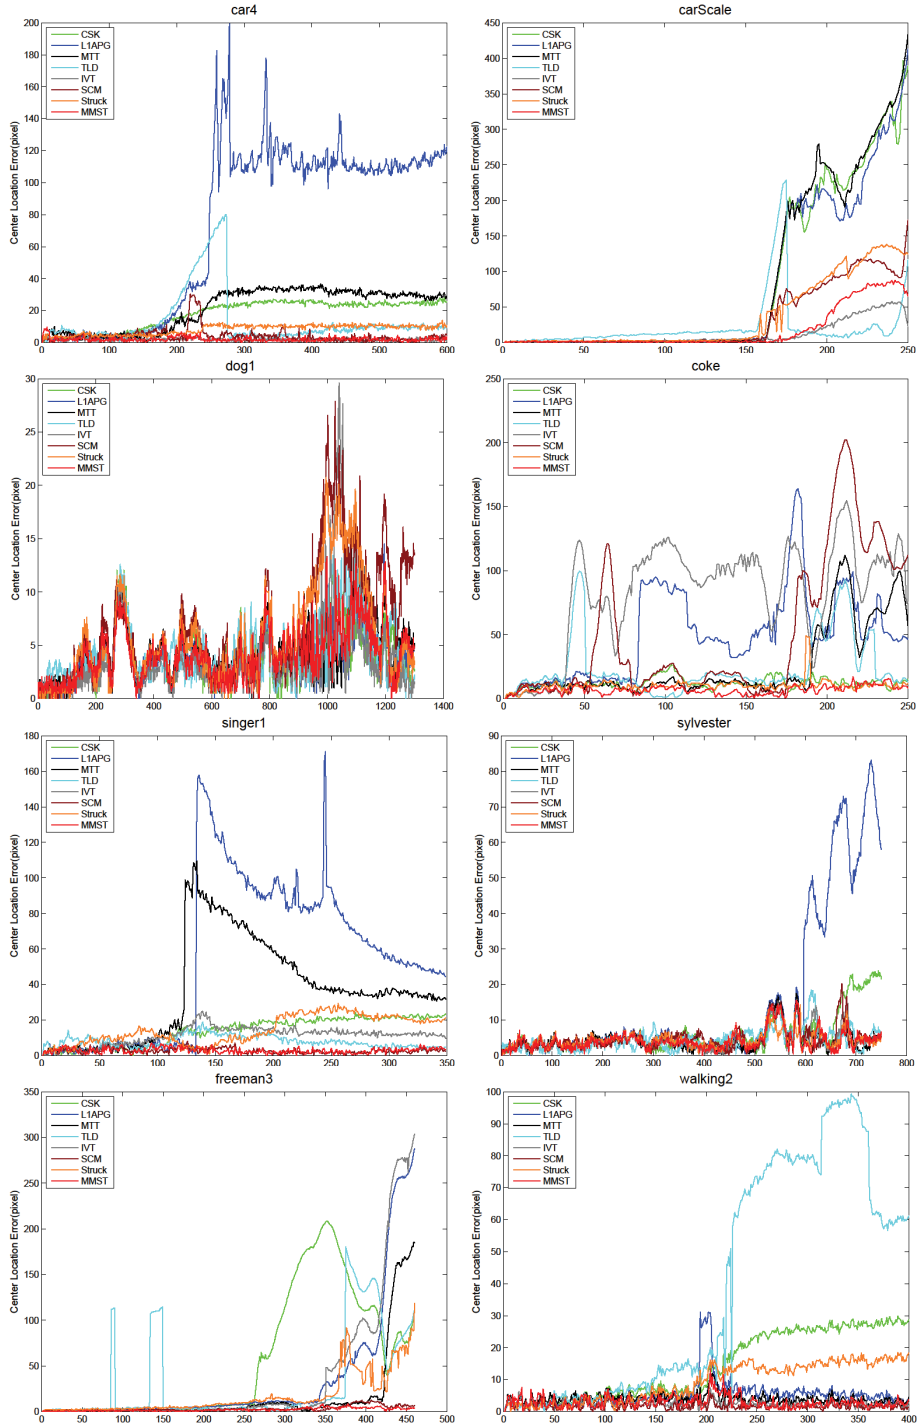 car4
Center Location Error(pixel)
200
180
160
140
120
100
80
60
40
20
0
CSK
L1APG
MTT
TLD
IVT
SCM
Struck
MMST
0 100 200 300 400 500 600
carScale
Center Location Error(pixel)
450
400
350
300
250
200
150
100
50
0
CSK
L1APG
MTT
TLD
IVT
SCM
Struck
MMST
0 50 100 150 200 250
dog1
Center Location Error(pixel)
30
25
20
15
10
5
0
CSK
L1APG
MTT
TLD
IVT
SCM
Struck
MMST
0 200 400 600 800 1000 1200 1400
coke
Center Location Error(pixel)
250
200
150
100
50
0
CSK
L1APG
MTT
TLD
IVT
SCM
Struck
MMST
0 50 100 150 200 250
singer1
Center Location Error(pixel)
180
160
140
120
100
80
60
40
20
0
CSK
L1APG
MTT
TLD
IVT
SCM
Struck
MMST
0 50 100 150 200 250 300 350
sylvester
Center Location Error(pixel)
90
80
70
60
50
40
30
20
10
0
CSK
L1APG
MTT
TLD
IVT
SCM
Struck
MMST
0 100 200 300 400 500 600 700 800
freeman3
Center Location Error(pixel)
350
300
250
200
150
100
50
0
CSK
L1APG
MTT
TLD
IVT
SCM
Struck
MMST
0 50 100 150 200 250 300 350 400 450 500
walking2
Center Location Error(pixel)
100
90
80
70
60
50
40
30
20
10
0
CSK
L1APG
MTT
TLD
IVT
SCM
Struck
MMST
0 50 100 150 200 250 300 350